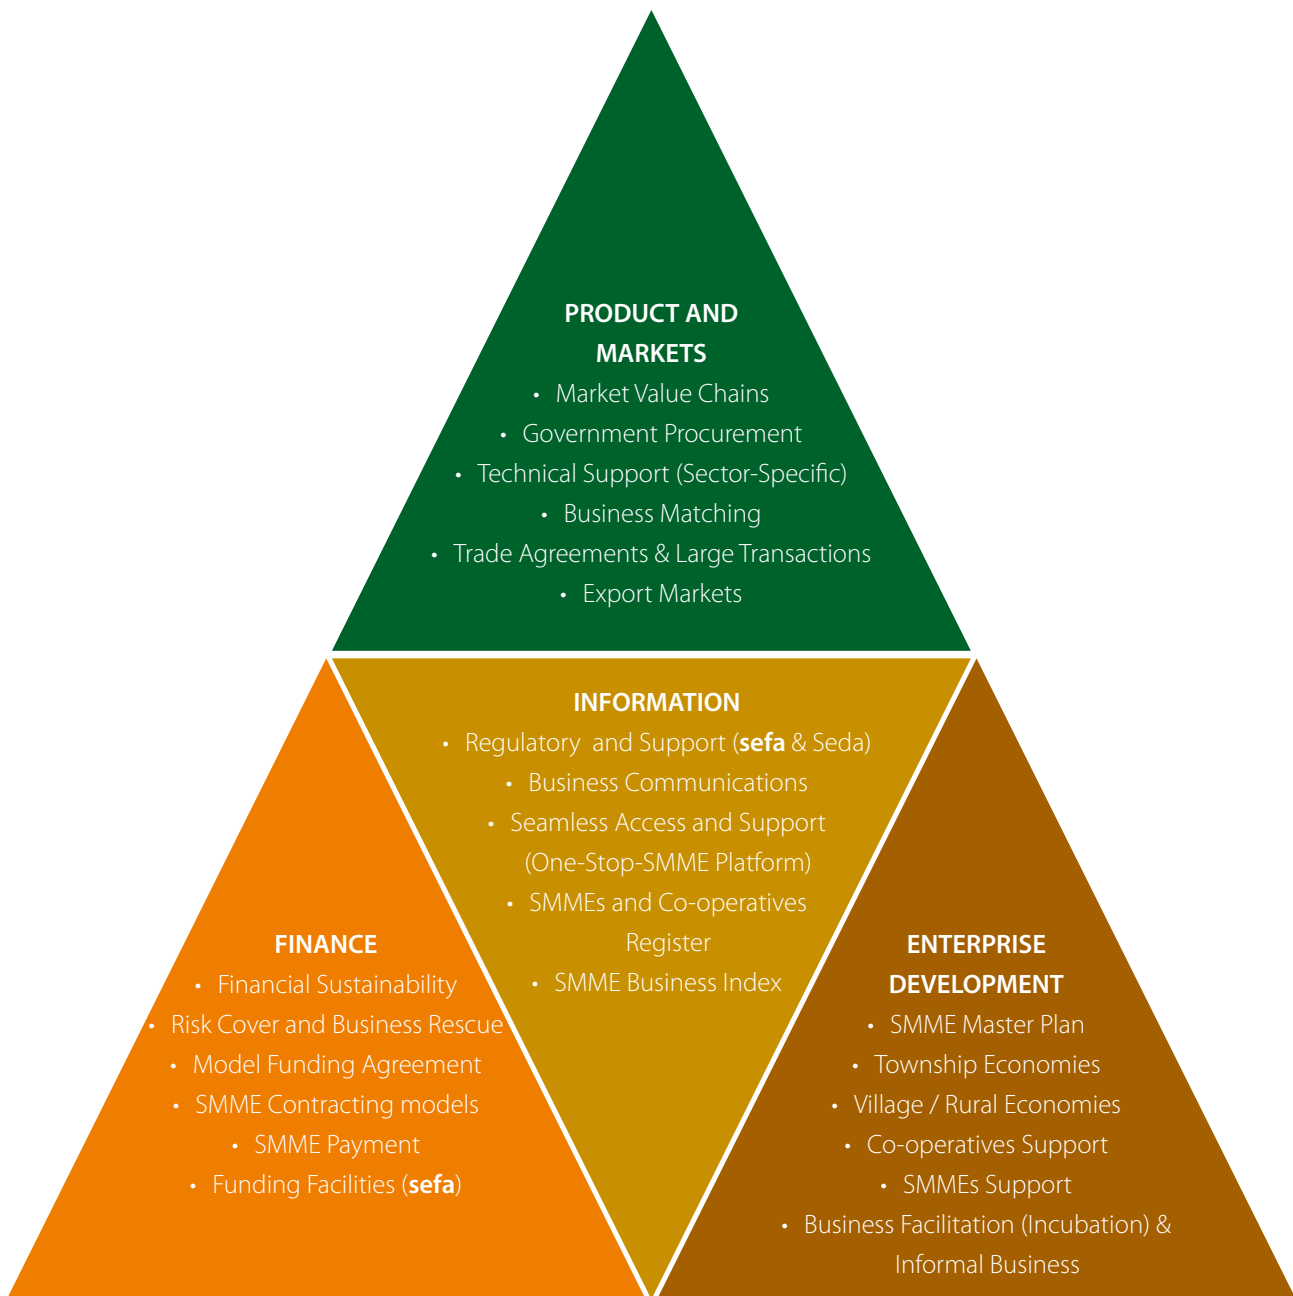 PRODUCT AND
MARKETS
• Market Value Chains
• Government Procurement
• Technical Support (Sector-Specific)
• Business Matching
• Trade Agreements & Large Transactions
• Export Markets
INFORMATION
• Regulatory and Support (sefa & Seda)
• Business Communications
• Seamless Access and Support
(One-Stop-SMME Platform)
• SMMEs and Co-operatives
Register
• SMME Business Index
FINANCE
• Financial Sustainability
• Risk Cover and Business Rescue
• Model Funding Agreement
• SMME Contracting models
• SMME Payment
• Funding Facilities (sefa)
ENTERPRISE
DEVELOPMENT
• SMME Master Plan
• Township Economies
• Village / Rural Economies
• Co-operatives Support
• SMMEs Support
• Business Facilitation (Incubation) &
Informal Business